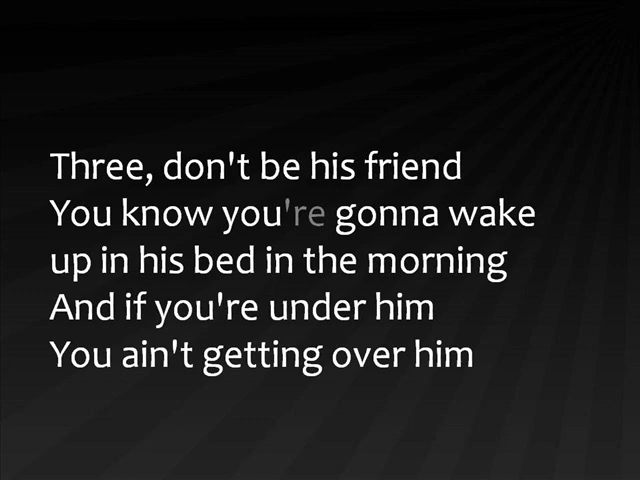 Three, don't be his friend
You know you're gonna wake
up in his bed in the morning
And if you're under him
You ain't getting over him